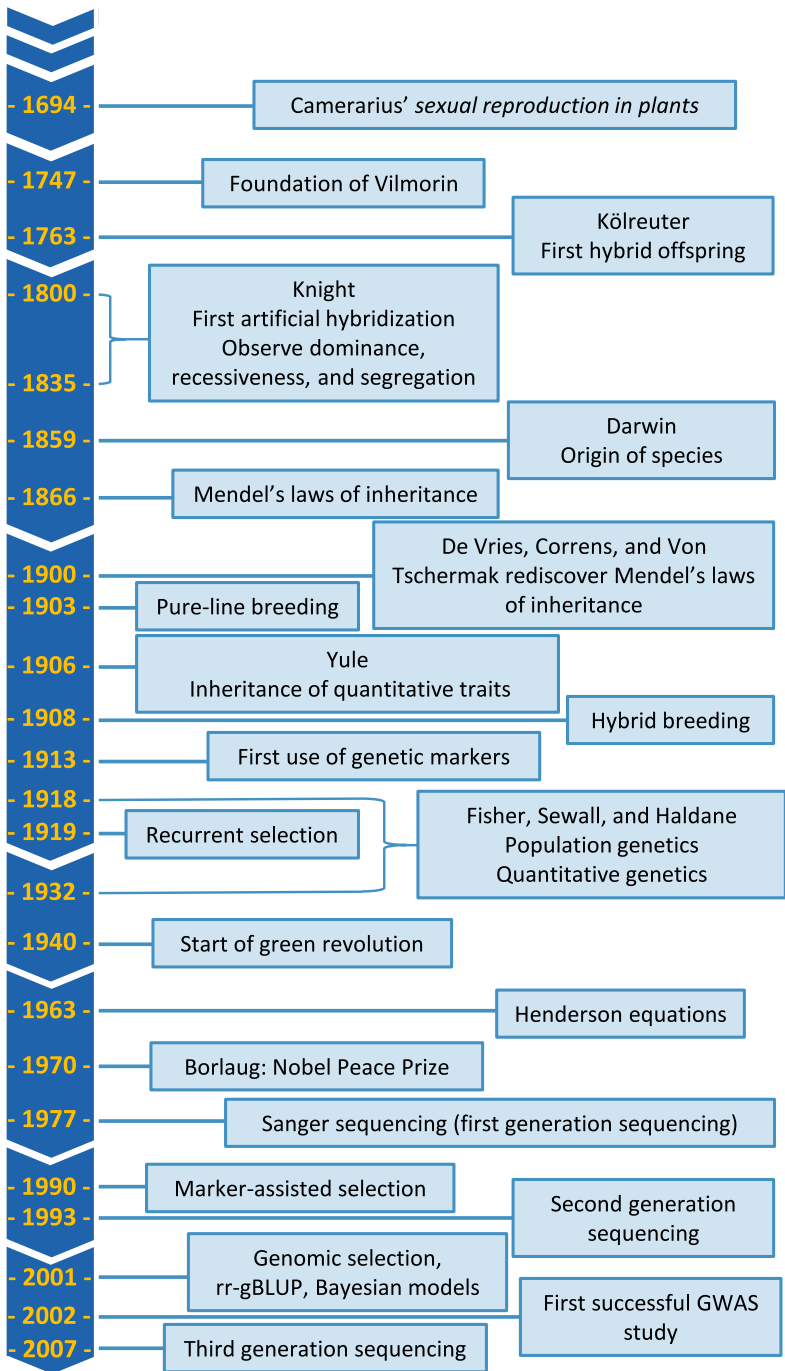 - 1694 -
Camerarius’ sexual reproduction in plants
- 1747 -
Foundation of Vilmorin
- 1763 -
Kölreuter
First hybrid offspring
- 1800 -
Knight
First artificial hybridization
Observe dominance,
recessiveness, and segregation
- 1835 -
- 1859 -
Darwin
Origin of species
- 1866 -
Mendel’s laws of inheritance
- 1900 -
De Vries, Correns, and Von
Tschermak rediscover Mendel’s laws
of inheritance
- 1903 -
Pure-line breeding
- 1906 -
Yule
Inheritance of quantitative traits
- 1908 -
Hybrid breeding
- 1913 -
First use of genetic markers
- 1918 -
Fisher, Sewall, and Haldane
Population genetics
Quantitative genetics
- 1919 -
Recurrent selection
- 1932 -
- 1940 -
Start of green revolution
- 1963 -
Henderson equations
- 1970 -
Borlaug: Nobel Peace Prize
- 1977 -
Sanger sequencing (first generation sequencing)
- 1990 -
Marker-assisted selection
- 1993 -
Second generation
sequencing
- 2001 -
Genomic selection,
rr-gBLUP, Bayesian models
- 2002 -
First successful GWAS
study
- 2007 -
Third generation sequencing